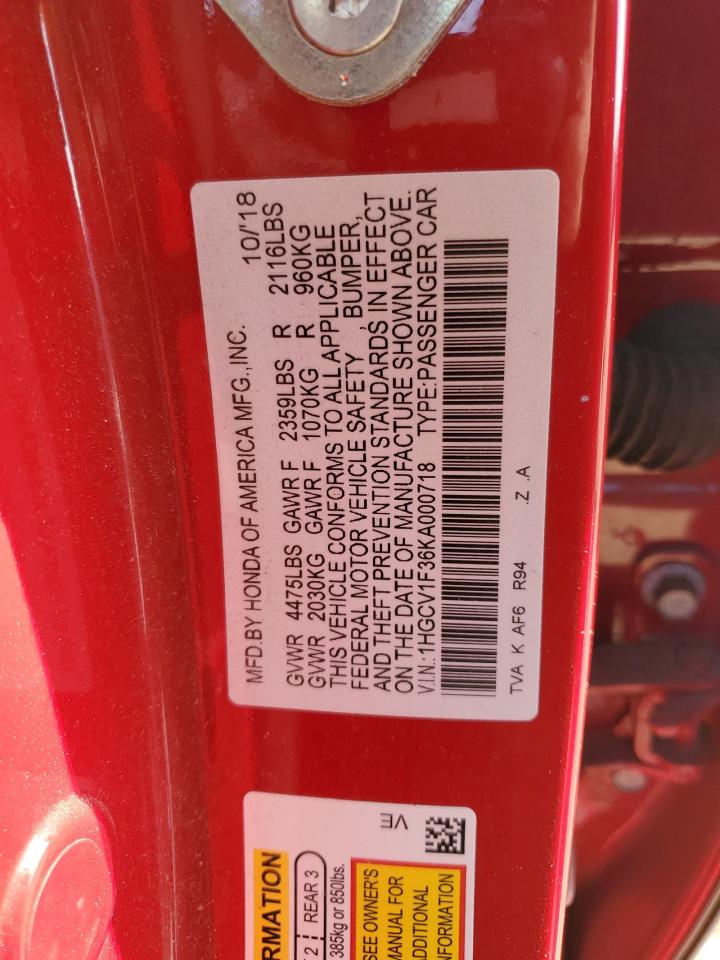 MFD.BY HONDA OF AMERICA MFG.,INC. 10/'18
GVWR 4475LBS GAWR F 2359LBS R 2116LBS
GVWR 2030KG GAWR F 1070KG R 960KG
THIS VEHICLE CONFORMS TO ALL APPLICABLE
FEDERAL MOTOR VEHICLE SAFETY , BUMPER,
AND THEFT PREVENTION STANDARDS IN EFFECT
ON THE DATE OF MANUFACTURE SHOWN ABOVE.
V.I.N.:1HGCV1F36KA000718 TYPE:PASSENGER CAR
TVA K AF6 R94 .Z .A
2 REAR 3
385kg or 850lbs.
SEE OWNER'S
MANUAL FOR
ADDITIONAL
INFORMATION
VE